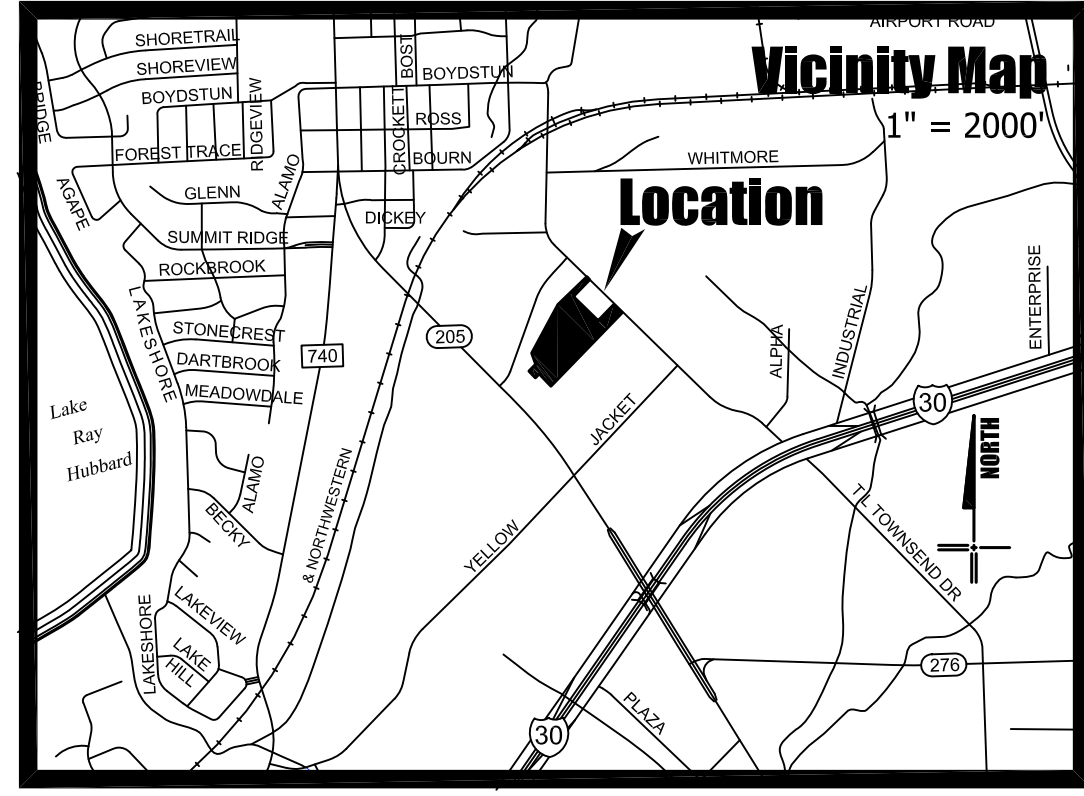 AIRPORT ROAD
Vicinity Map
1" = 2000'
SHORETRAIL
SHOREVIEW
BOYDSTUN
BOST
BOYDSTUN
RIDGEVIEW
CROCKETT
ROSS
BRIDGE
FOREST TRACE
ALAMO
BOURN
WHITMORE
AGAPE
GLENN
DICKEY
Location
SUMMIT RIDGE
ROCKBROOK
LAKESHORE
STONECREST
740
205
DARTBROOK
MEADOWDALE
ALPHA
INDUSTRIAL
ENTERPRISE
Lake
Ray
Hubbard
JACKET
30
NORTH
ALAMO
BECKY
& NORTHWESTERN
YELLOW
T L TOWNSEND DR
LAKESHORE
LAKEVIEW
LAKE
HILL
276
PLAZA
30